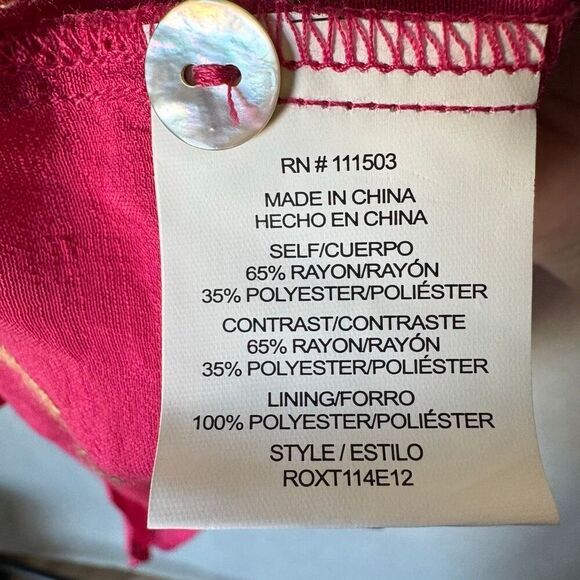 RN # 111503
MADE IN CHINA
HECHO EN CHINA
SELF/CUERPO
65% RAYON/RAYÓN
35% POLYESTER/POLIÉSTER
CONTRAST/CONTRASTE
65% RAYON/RAYÓN
35% POLYESTER/POLIÉSTER
LINING/FORRO
100% POLYESTER/POLIÉSTER
STYLE / ESTILO
ROXT114E12